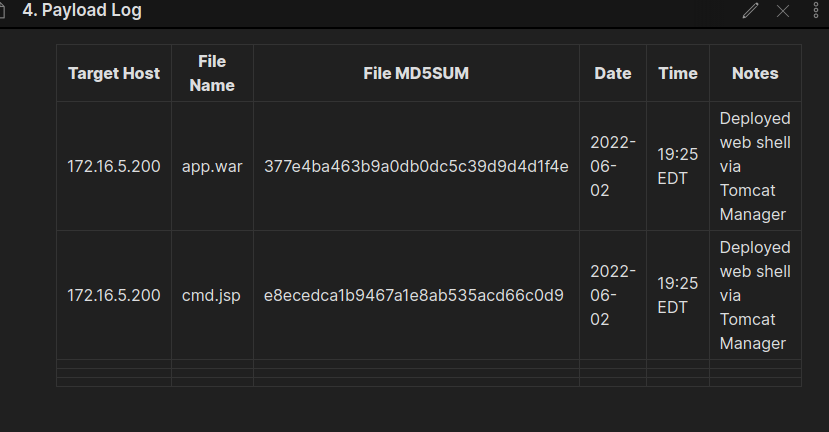 4. Payload Log
Target Host
File
Name
File MD5SUM
Date
Time
Notes
172.16.5.200
app.war
377e4ba463b9a0db0dc5c39d9d4d1f4e
2022-
06-
02
19:25
EDT
Deployed
web shell
via
Tomcat
Manager
172.16.5.200
cmd.jsp
e8ecedca1b9467a1e8ab535acd66c0d9
2022-
06-
02
19:25
EDT
Deployed
web shell
via
Tomcat
Manager